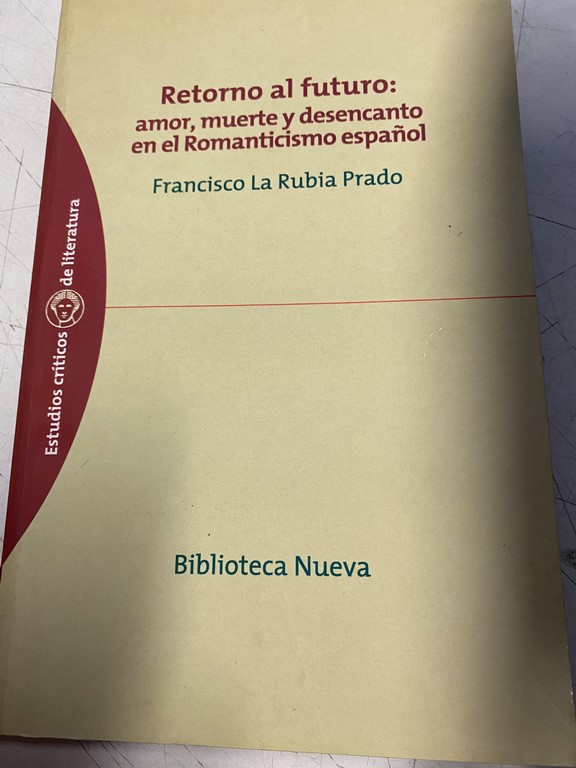 Retorno al futuro:
amor, muerte y desencanto
en el Romanticismo español
Francisco La Rubia Prado
Estudios críticos de literatura
Biblioteca Nueva